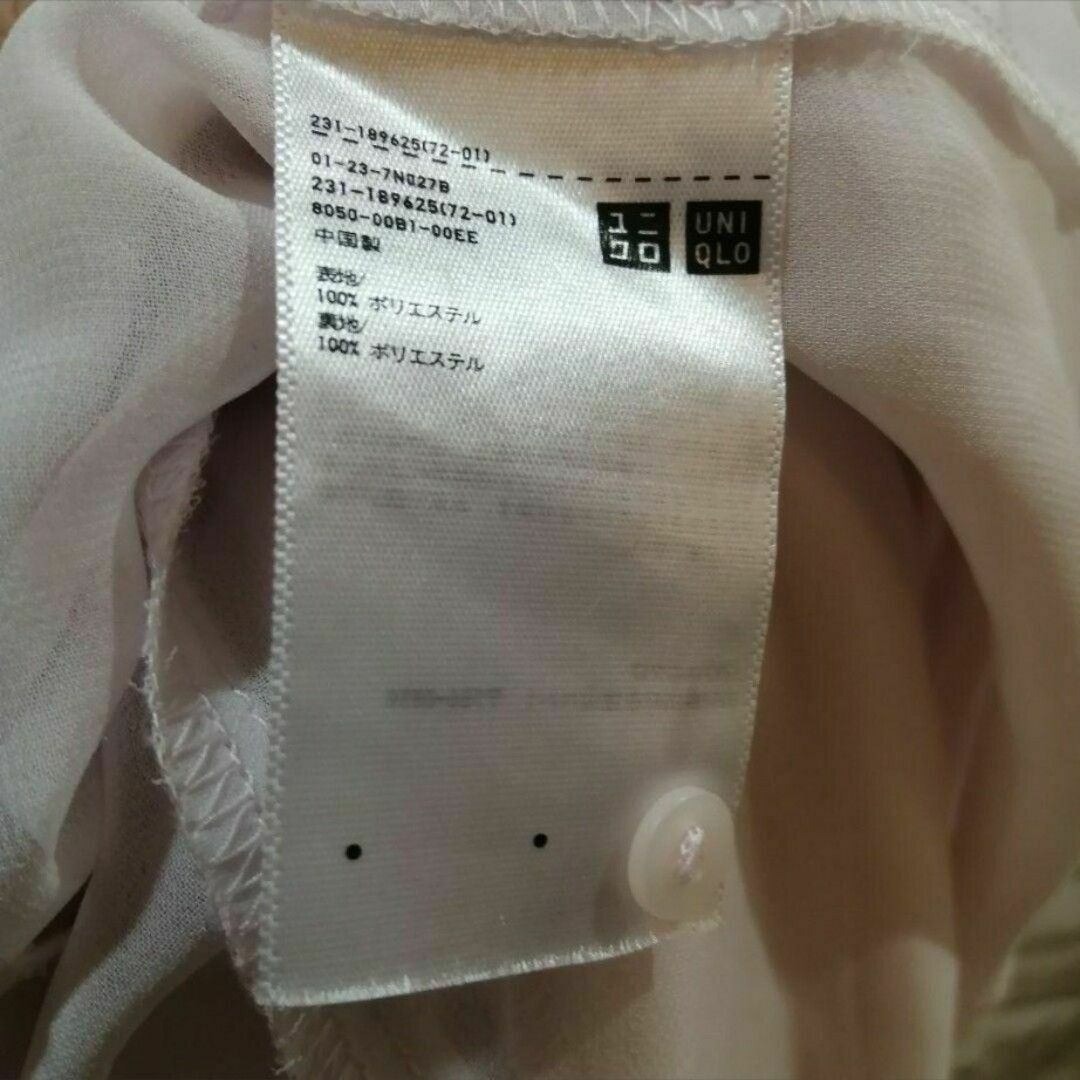 231-189625(72-01)
01-23-7N027B
231-189625(72-01)
8050-00B1-00EE
中国製
表地/
100% ポリエステル
裏地/
100% ポリエステル
ユニ
クロ
UNI
QLO